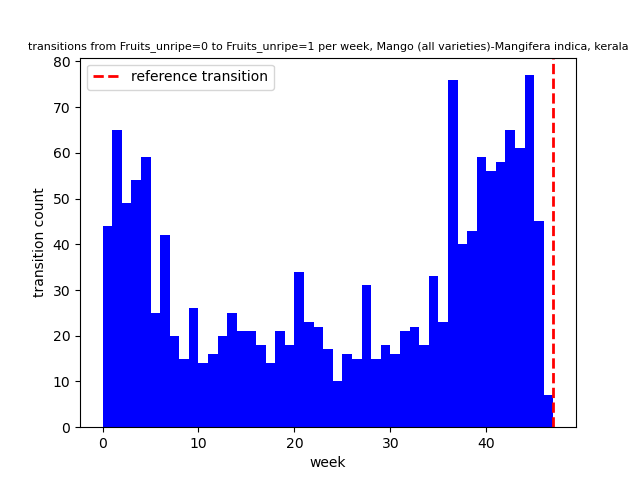 transitions from Fruits_unripe=0 to Fruits_unripe=1 per week, Mango (all varieties)-Mangifera indica, kerala
reference transition
80
70
60
50
40
30
20
10
0
transition count
0 10 20 30 40
week